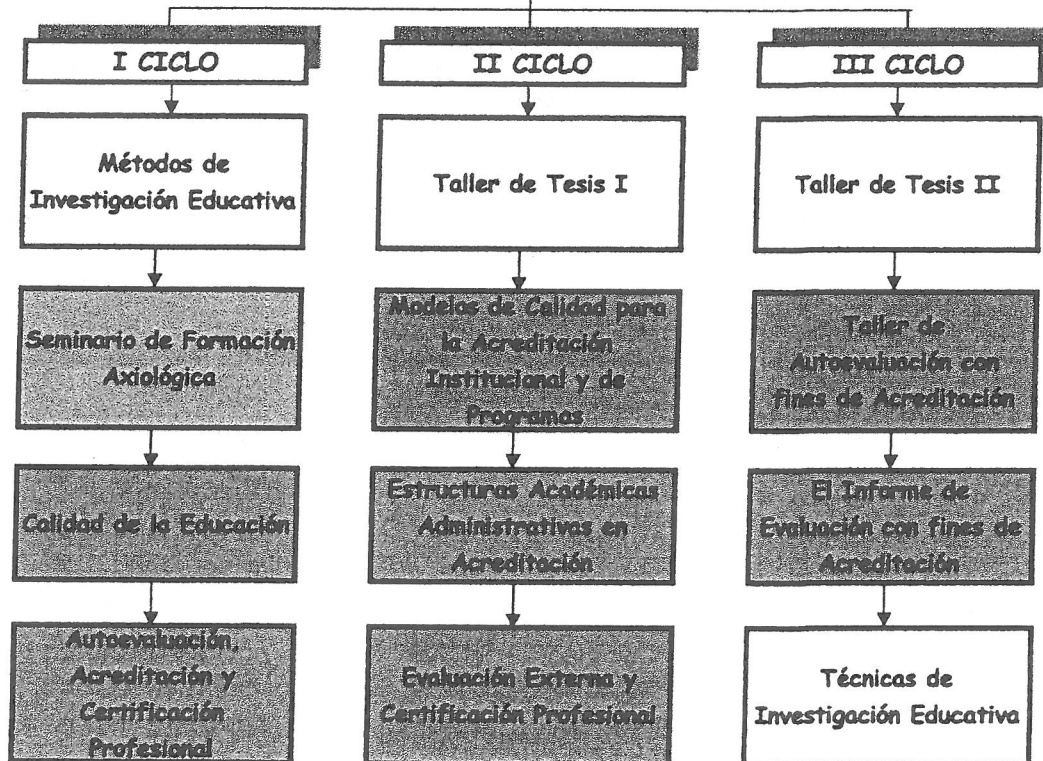 I CICLO
Métodos de
Investigación Educativa
Seminario de Formación
Axiológica
Calidad de la Educación
Autoevaluación,
Acreditación y
Certificación
Profesional
II CICLO
Taller de Tesis I
Modelos de Calidad para
la Acreditación
Institucional y de
Programas
Estructuras Académicas
Administrativas en
Acreditación
Evaluación Externa y
Certificación Profesional
III CICLO
Taller de Tesis II
Taller de
Autoevaluación con
fines de Acreditación
El Informe de
Evaluación con fines de
Acreditación
Técnicas de
Investigación Educativa